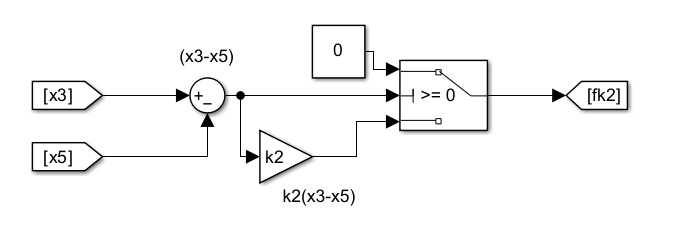 (x3-x5)
0
[x3]
+
−
>= 0
[fk2]
[x5]
k2
k2(x3-x5)